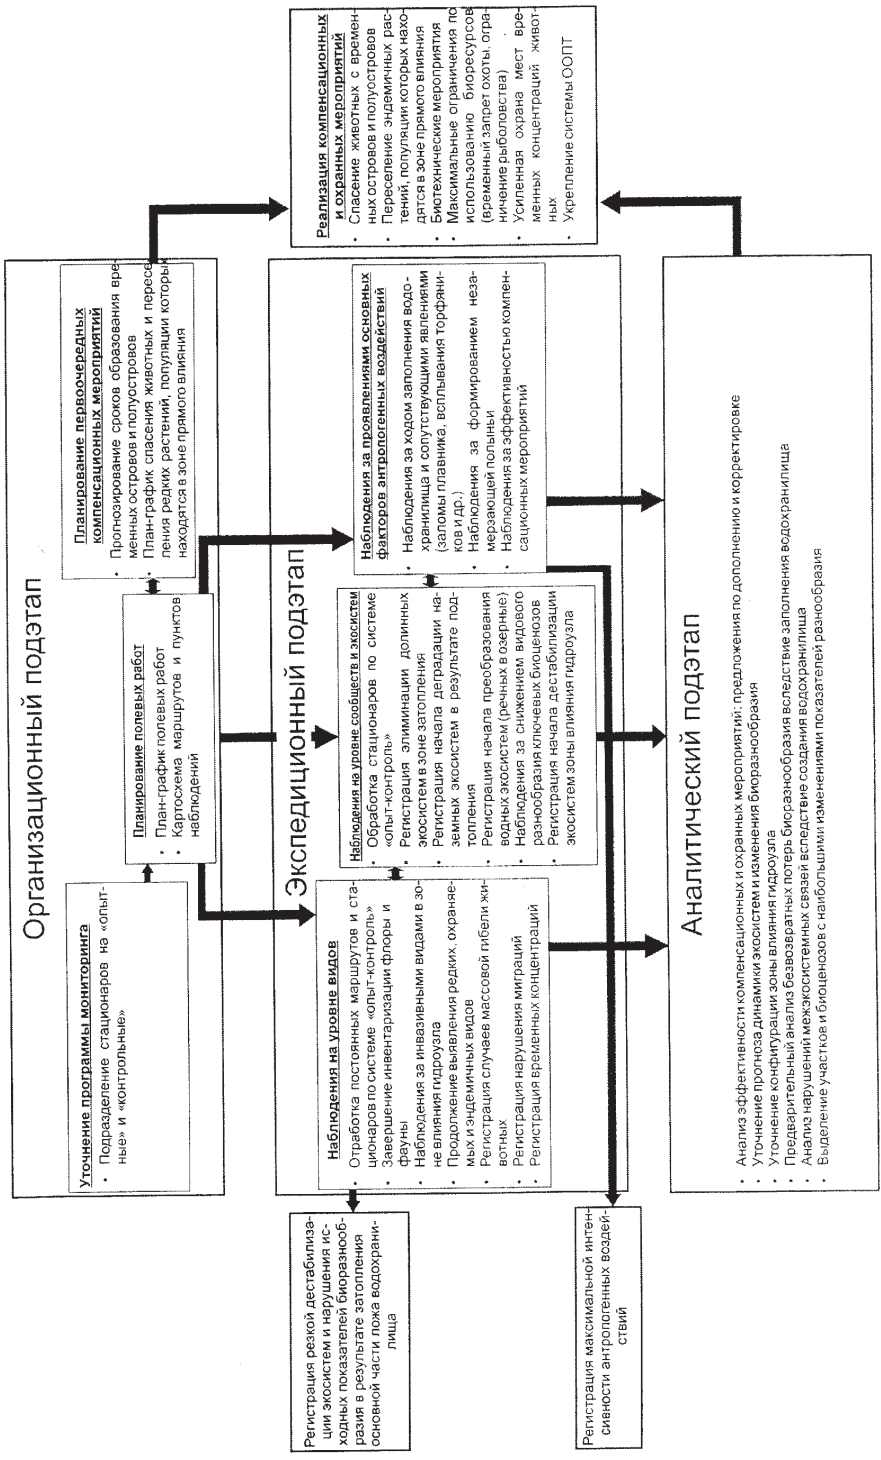 Организационный подэтап
Уточнение программы мониторинга
• Подразделение стационаров на «опыт-
ные» и «контрольные»
Планирование полевых работ
• План-график полевых работ
• Картосхема маршрутов и пунктов
наблюдений
Планирование первоочередных
компенсационных мероприятий
• Прогнозирование сроков образования вре-
менных островов и полуостровов
• План-график спасения животных и пересе-
ления редких растений, популяции которых
находятся в зоне прямого влияния
Экспедиционный подэтап
Наблюдения на уровне видов
• Отработка постоянных маршрутов и ста-
ционаров по системе «опыт-контроль»
• Завершение инвентаризации флоры и
фауны
• Наблюдения за инвазивными видами в зо-
не влияния гидроузла
• Продолжение выявления редких, охраняе-
мых и эндемичных видов
• Регистрация случаев массовой гибели жи-
вотных
• Регистрация нарушения миграций
• Регистрация временных концентраций
Наблюдения на уровне сообществ и экосистем
• Обработка стационаров по системе
«опыт-контроль»
• Регистрация элиминации долинных
экосистем в зоне затопления
• Регистрация начала деградации на-
земных экосистем в результате под-
топления
• Регистрация начала преобразования
водных экосистем (речных в озерные)
• Наблюдения за снижением видового
разнообразия ключевых биоценозов
• Регистрация начала дестабилизации
экосистем зоны влияния гидроузла
Наблюдения за проявлениями основных
факторов антропогенных воздействий
• Наблюдения за ходом заполнения водо-
хранилища и сопутствующими явлениями
(заломы плавника, всплывания торфяни-
ков и др.)
• Наблюдения за формированием неза-
мерзающей полыньи
• Наблюдения за эффективностью компен-
сационных мероприятий
Реализация компенсационных
и охранных мероприятий
• Спасение животных с времен-
ных островов и полуостровов
• Переселение эндемичных рас-
тений, популяции которых нахо-
дятся в зоне прямого влияния
• Биотехнические мероприятия
• Максимальные ограничения по
использованию биоресурсов
(временный запрет охоты, огра-
ничение рыболовства)
• Усиленная охрана мест вре-
менных концентраций живот-
ных
• Укрепление системы ООПТ
Регистрация резкой дестабилиза-
ции экосистем и нарушения ис-
ходных показателей биоразнооб-
разия в результате затопления
основной части ложа водохрани-
лища
Регистрация максимальной интен-
сивности антропогенных воздей-
ствий
Аналитический подэтап
• Анализ эффективности компенсационных и охранных мероприятий: предложения по дополнению и корректировке
• Уточнение прогноза динамики экосистем и изменения биоразнообразия
• Уточнение конфигурации зоны влияния гидроузла
• Предварительный анализ безвозвратных потерь биоразнообразия вследствие заполнения водохранилища
• Анализ нарушений межэкосистемных связей вследствие создания водохранилища
• Выделение участков и биоценозов с наибольшими изменениями показателей разнообразия